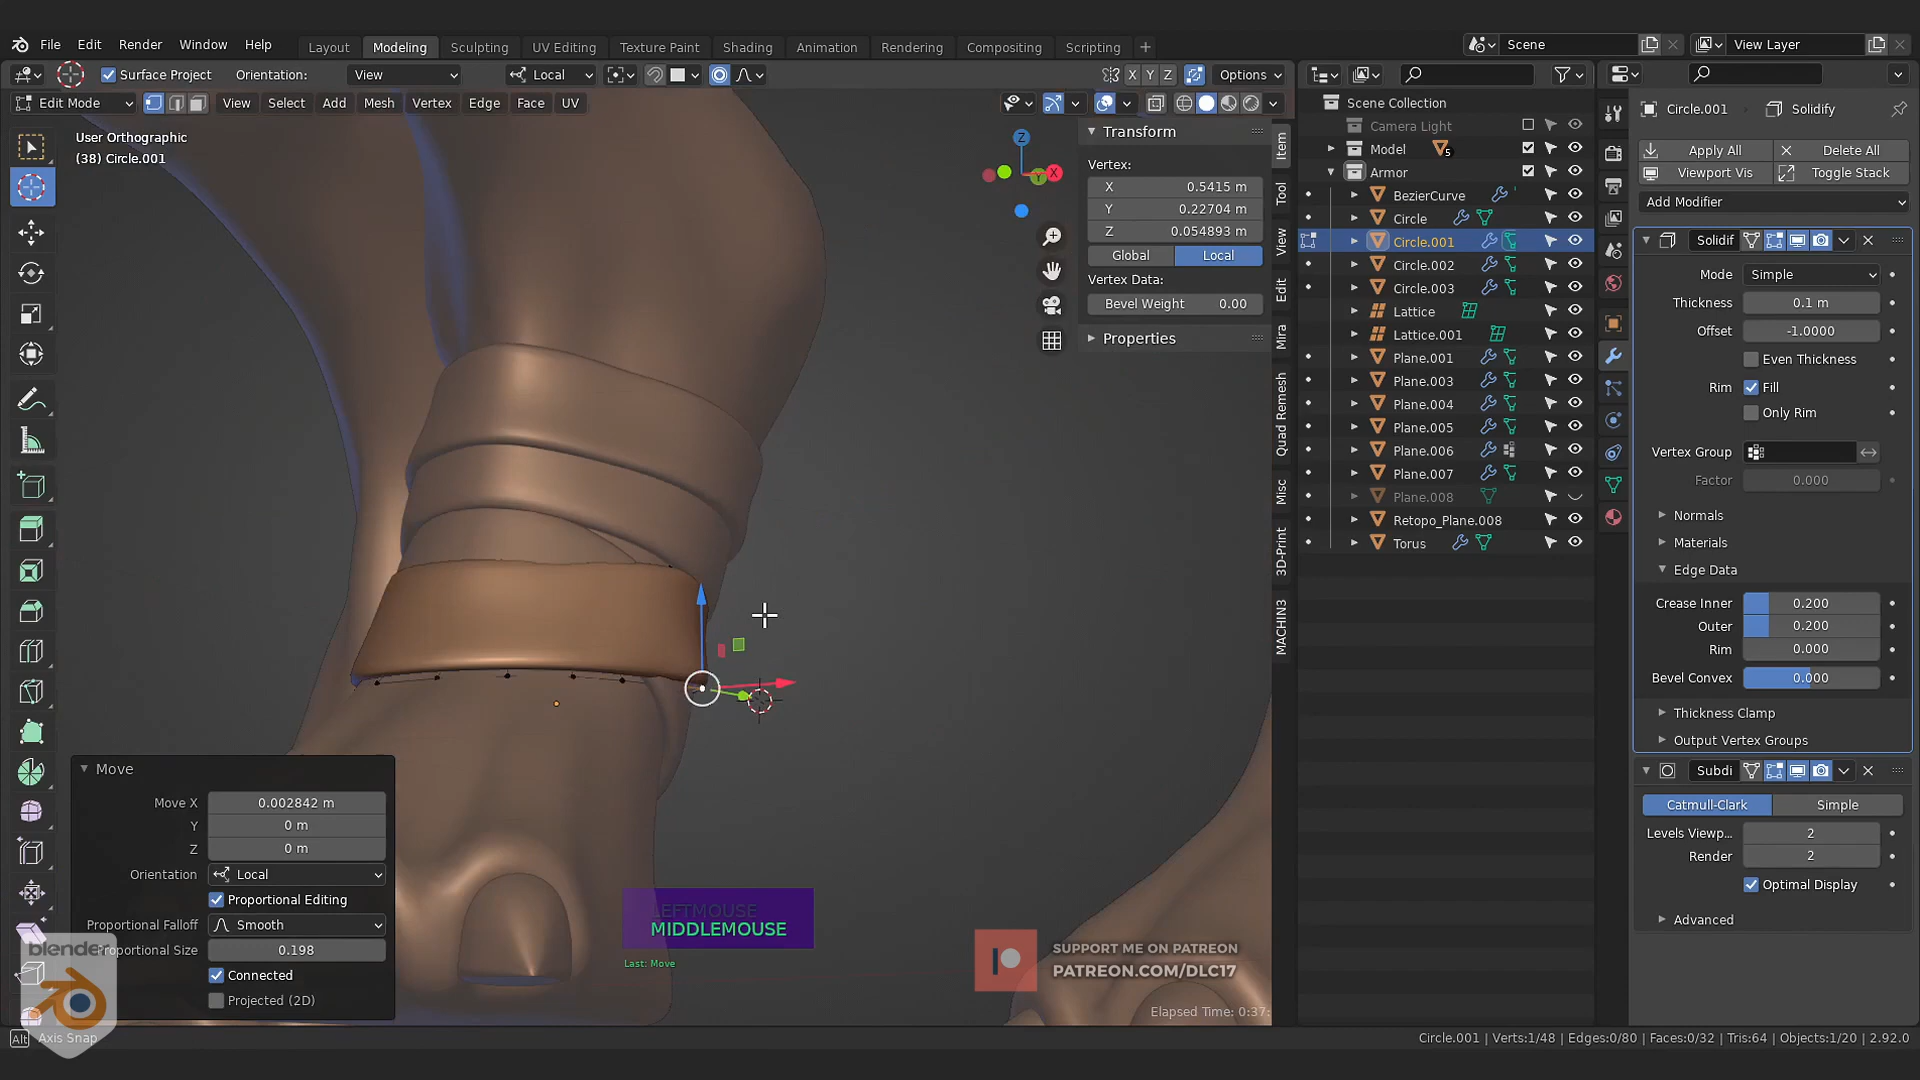 File Edit Render Window Help
Layout Modeling Sculpting UV Editing Texture Paint Shading Animation Rendering Compositing Scripting +
Scene
View Layer
Surface Project Orientation: View Local
X Y Z Options
Edit Mode View Select Add Mesh Vertex Edge Face UV
User Orthographic
(38) Circle.001
Z
X
Y
Transform
Vertex:
X 0.5415 m
Y 0.22704 m
Z 0.054893 m
Global Local
Vertex Data:
Bevel Weight 0.00
Properties
Item
Tool
View
Edit
Mira
Quad Remesh
Misc
3D-Print
MACHIN3
Scene Collection
Camera Light
Model 5
Armor
BezierCurve
Circle
Circle.001
Circle.002
Circle.003
Lattice
Lattice.001
Plane.001
Plane.003
Plane.004
Plane.005
Plane.006
Plane.007
Plane.008
Retopo_Plane.008
Torus
Circle.001 Solidify
Apply All Delete All
Viewport Vis Toggle Stack
Add Modifier
Solidif
Mode Simple
Thickness 0.1 m
Offset -1.0000
Even Thickness
Rim Fill
Only Rim
Vertex Group
Factor 0.000
Normals
Materials
Edge Data
Crease Inner 0.200
Outer 0.200
Rim 0.000
Bevel Convex 0.000
Thickness Clamp
Output Vertex Groups
Subdi
Catmull-Clark Simple
Levels Viewp... 2
Render 2
Optimal Display
Advanced
Move
Move X 0.002842 m
Y 0 m
Z 0 m
Orientation Local
Proportional Editing
Proportional Falloff Smooth
Proportional Size 0.198
Connected
Projected (2D)
blender
LEFTMOUSE
MIDDLEMOUSE
Last: Move
SUPPORT ME ON PATREON
PATREON.COM/DLC17
Elapsed Time: 0:37:
Alt Axis Snap
Circle.001 | Verts:1/48 | Edges:0/80 | Faces:0/32 | Tris:64 | Objects:1/20 | 2.92.0